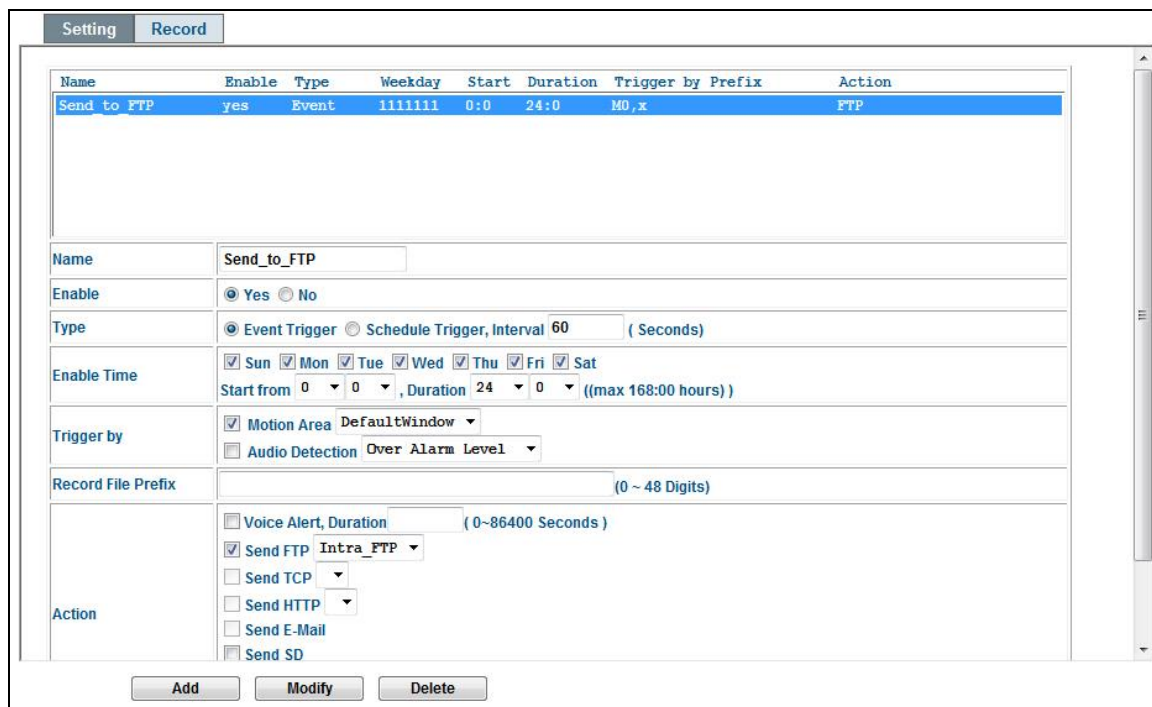 Setting Record
Name Enable Type Weekday Start Duration Trigger by Prefix Action
Send_to_FTP yes Event 1111111 0:0 24:0 M0,x FTP
Name Send_to_FTP
Enable Yes No
Type Event Trigger Schedule Trigger, Interval 60 ( Seconds)
Enable Time Sun Mon Tue Wed Thu Fri Sat
Start from 0 0 , Duration 24 0 ((max 168:00 hours) )
Trigger by Motion Area DefaultWindow
Audio Detection Over Alarm Level
Record File Prefix (0 ~ 48 Digits)
Action Voice Alert, Duration ( 0~86400 Seconds )
Send FTP Intra_FTP
Send TCP
Send HTTP
Send E-Mail
Send SD
Add Modify Delete